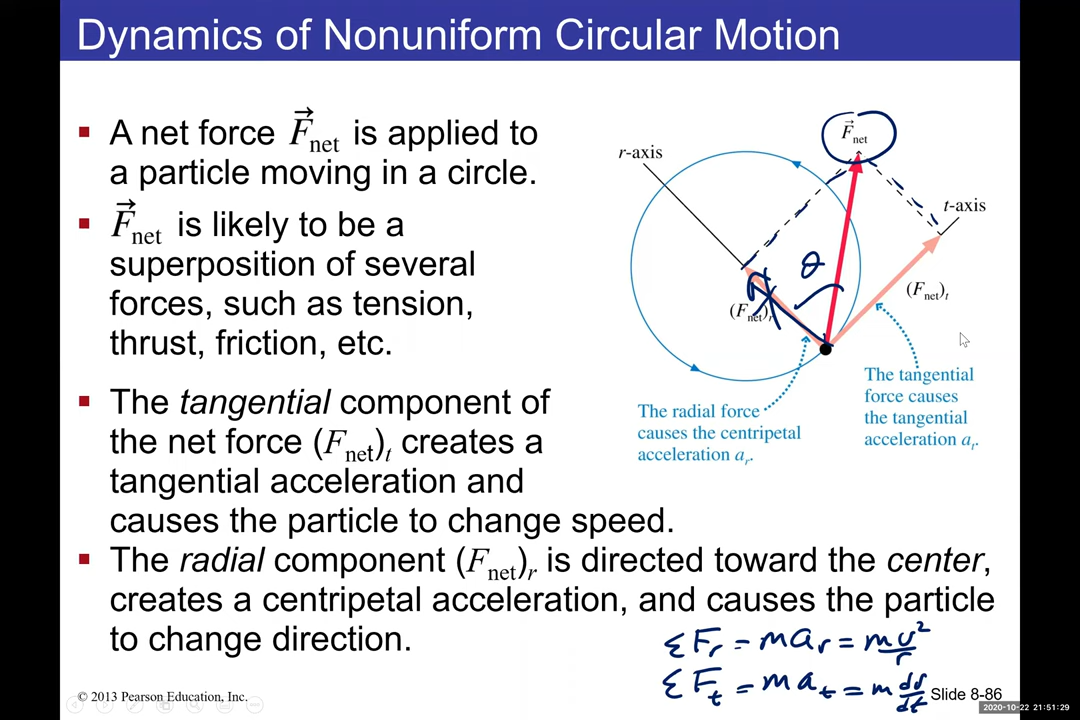 Dynamics of Nonuniform Circular Motion
▪ A net force F⃗net is applied to
a particle moving in a circle.
▪ F⃗net is likely to be a
superposition of several
forces, such as tension,
thrust, friction, etc.
▪ The tangential component of
the net force (Fnet)t creates a
tangential acceleration and
causes the particle to change speed.
▪ The radial component (Fnet)r is directed toward the center,
creates a centripetal acceleration, and causes the particle
to change direction.
F⃗net
r-axis
t-axis
θ
(Fnet)r
(Fnet)t
The radial force
causes the centripetal
acceleration ar.
The tangential
force causes
the tangential
acceleration at.
ΣFr = mar = mv²/r
ΣFt = mat = m dv/dt
© 2013 Pearson Education, Inc.
Slide 8-86
2020-10-22 21:51:29